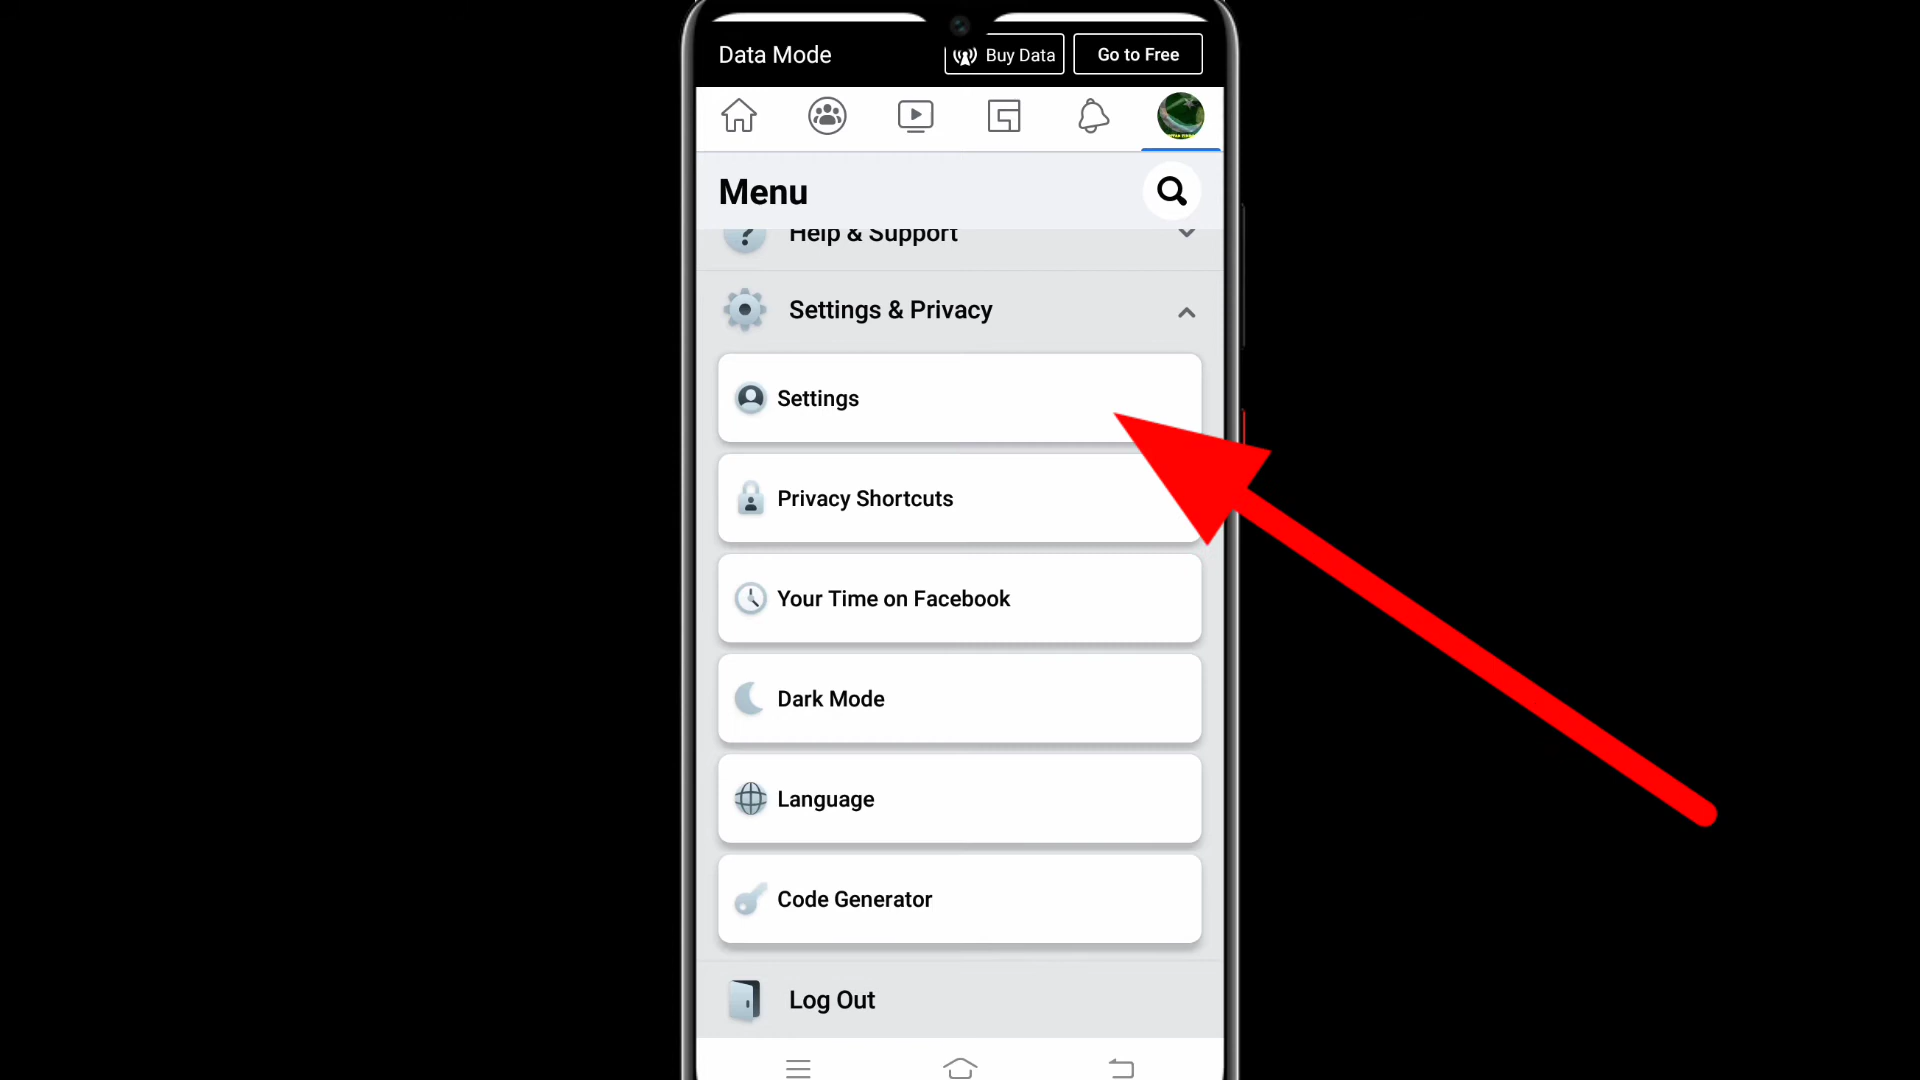 Data Mode
Buy Data
Go to Free
Menu
Help & Support
Settings & Privacy
Settings
Privacy Shortcuts
Your Time on Facebook
Dark Mode
Language
Code Generator
Log Out